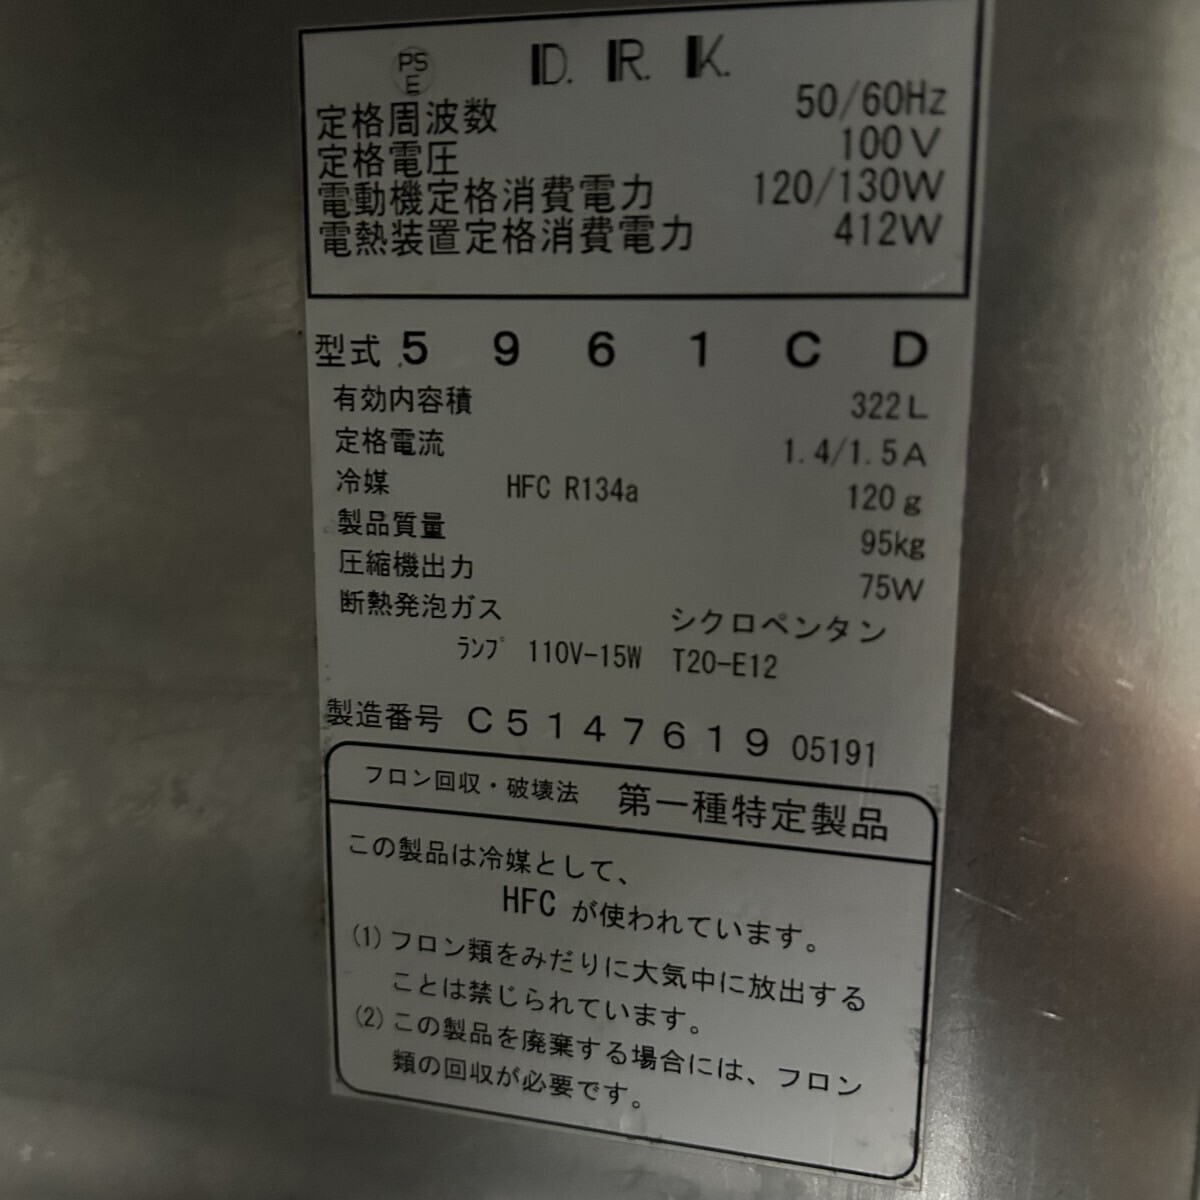 PS
E
D. R. K.
定格周波数 50/60Hz
定格電圧 100V
電動機定格消費電力 120/130W
電熱装置定格消費電力 412W
型式 5961CD
有効内容積 322L
定格電流 1.4/1.5A
冷媒 HFC R134a 120g
製品質量 95kg
圧縮機出力 75W
断熱発泡ガス シクロペンタン
ﾗﾝﾌﾟ 110V-15W T20-E12
製造番号 C5147619 05191
フロン回収・破壊法 第一種特定製品
この製品は冷媒として、
HFC が使われています。
(1) フロン類をみだりに大気中に放出する
ことは禁じられています。
(2) この製品を廃棄する場合には、フロン
類の回収が必要です。